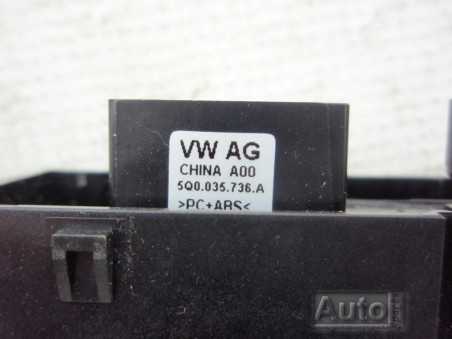 VW AG
CHINA A00
5Q0.035.736.A
>PC+ABS<
Auto